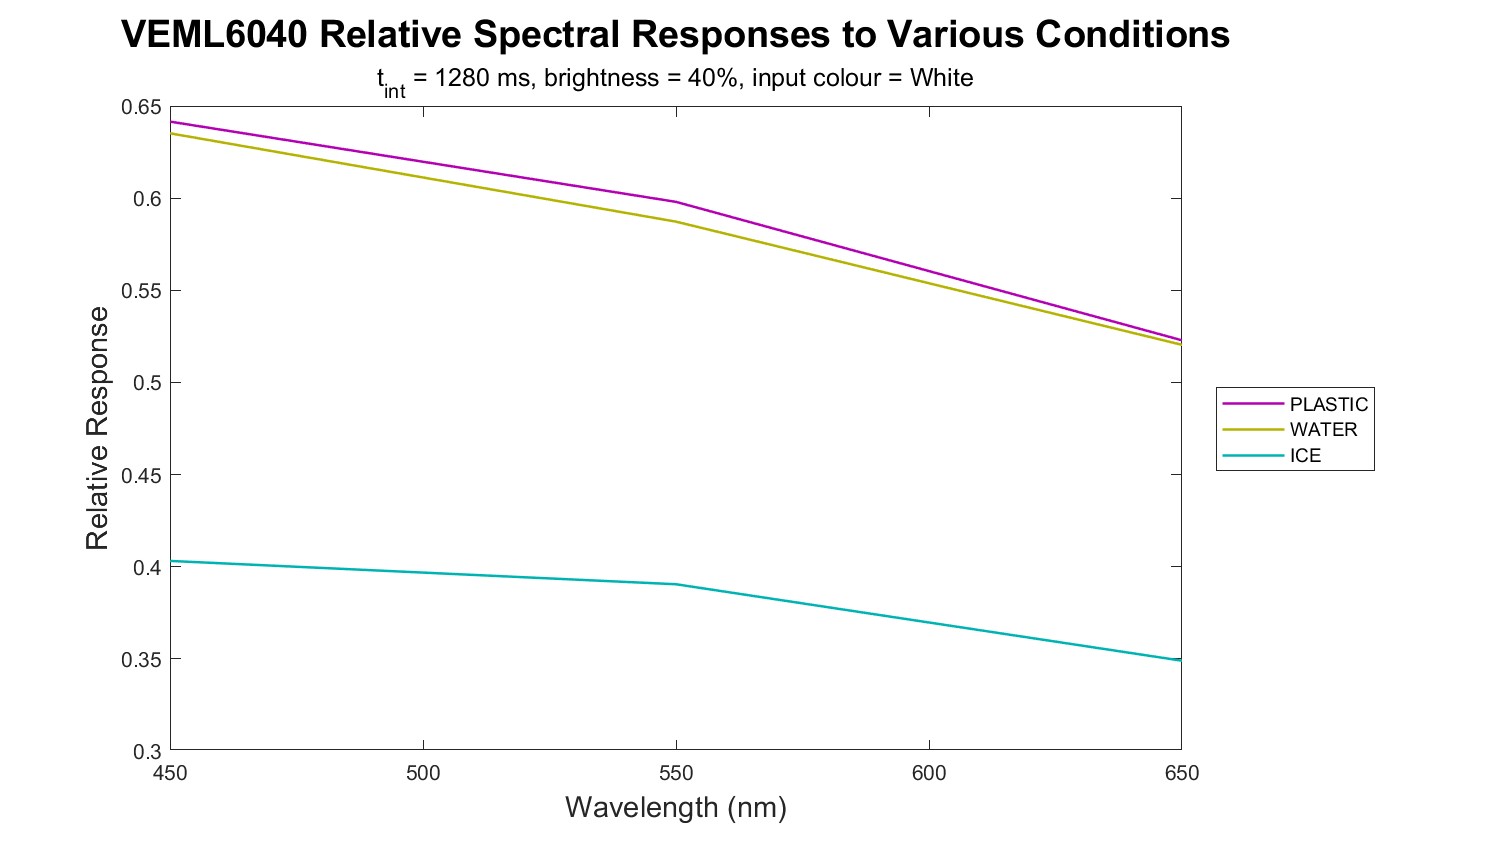 VEML6040 Relative Spectral Responses to Various Conditions
t_int = 1280 ms, brightness = 40%, input colour = White
0.65
0.6
0.55
0.5
0.45
0.4
0.35
0.3
Relative Response
450 500 550 600 650
Wavelength (nm)
PLASTIC
WATER
ICE